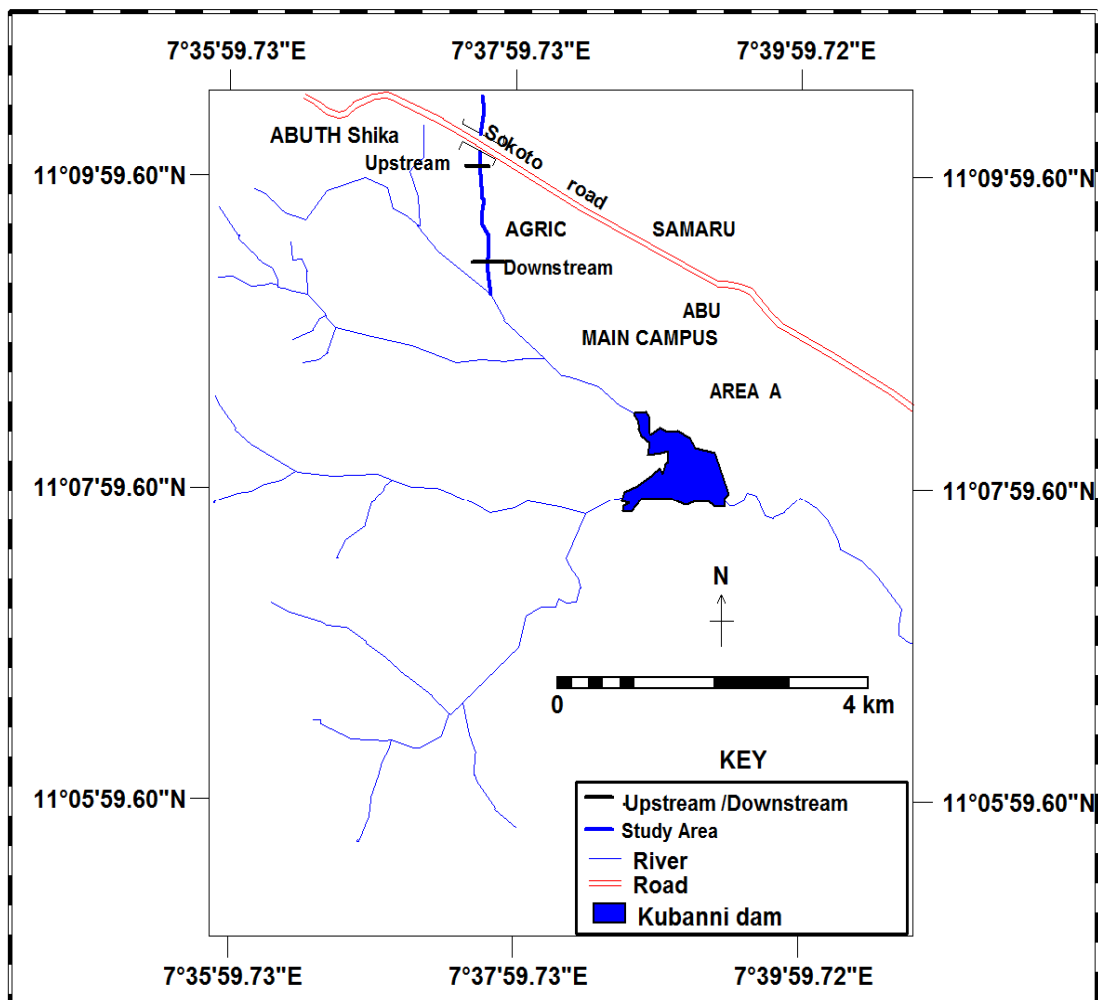 7°35'59.73"E 7°37'59.73"E 7°39'59.72"E
ABUTH Shika
Sokoto
road
Upstream
11°09'59.60"N 11°09'59.60"N
AGRIC SAMARU
Downstream
ABU
MAIN CAMPUS
AREA A
11°07'59.60"N 11°07'59.60"N
N
0 4 km
KEY
11°05'59.60"N 11°05'59.60"N
Upstream /Downstream
Study Area
River
Road
Kubanni dam
7°35'59.73"E 7°37'59.73"E 7°39'59.72"E